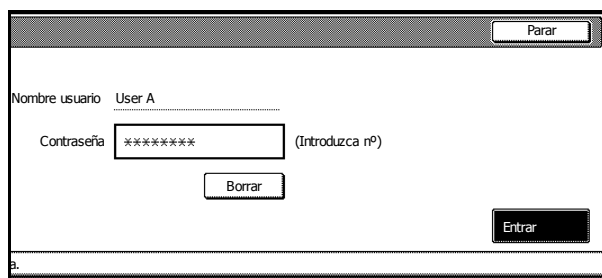 Parar
Nombre usuario User A
Contraseña ******** (Introduzca nº)
Borrar
Entrar
a.